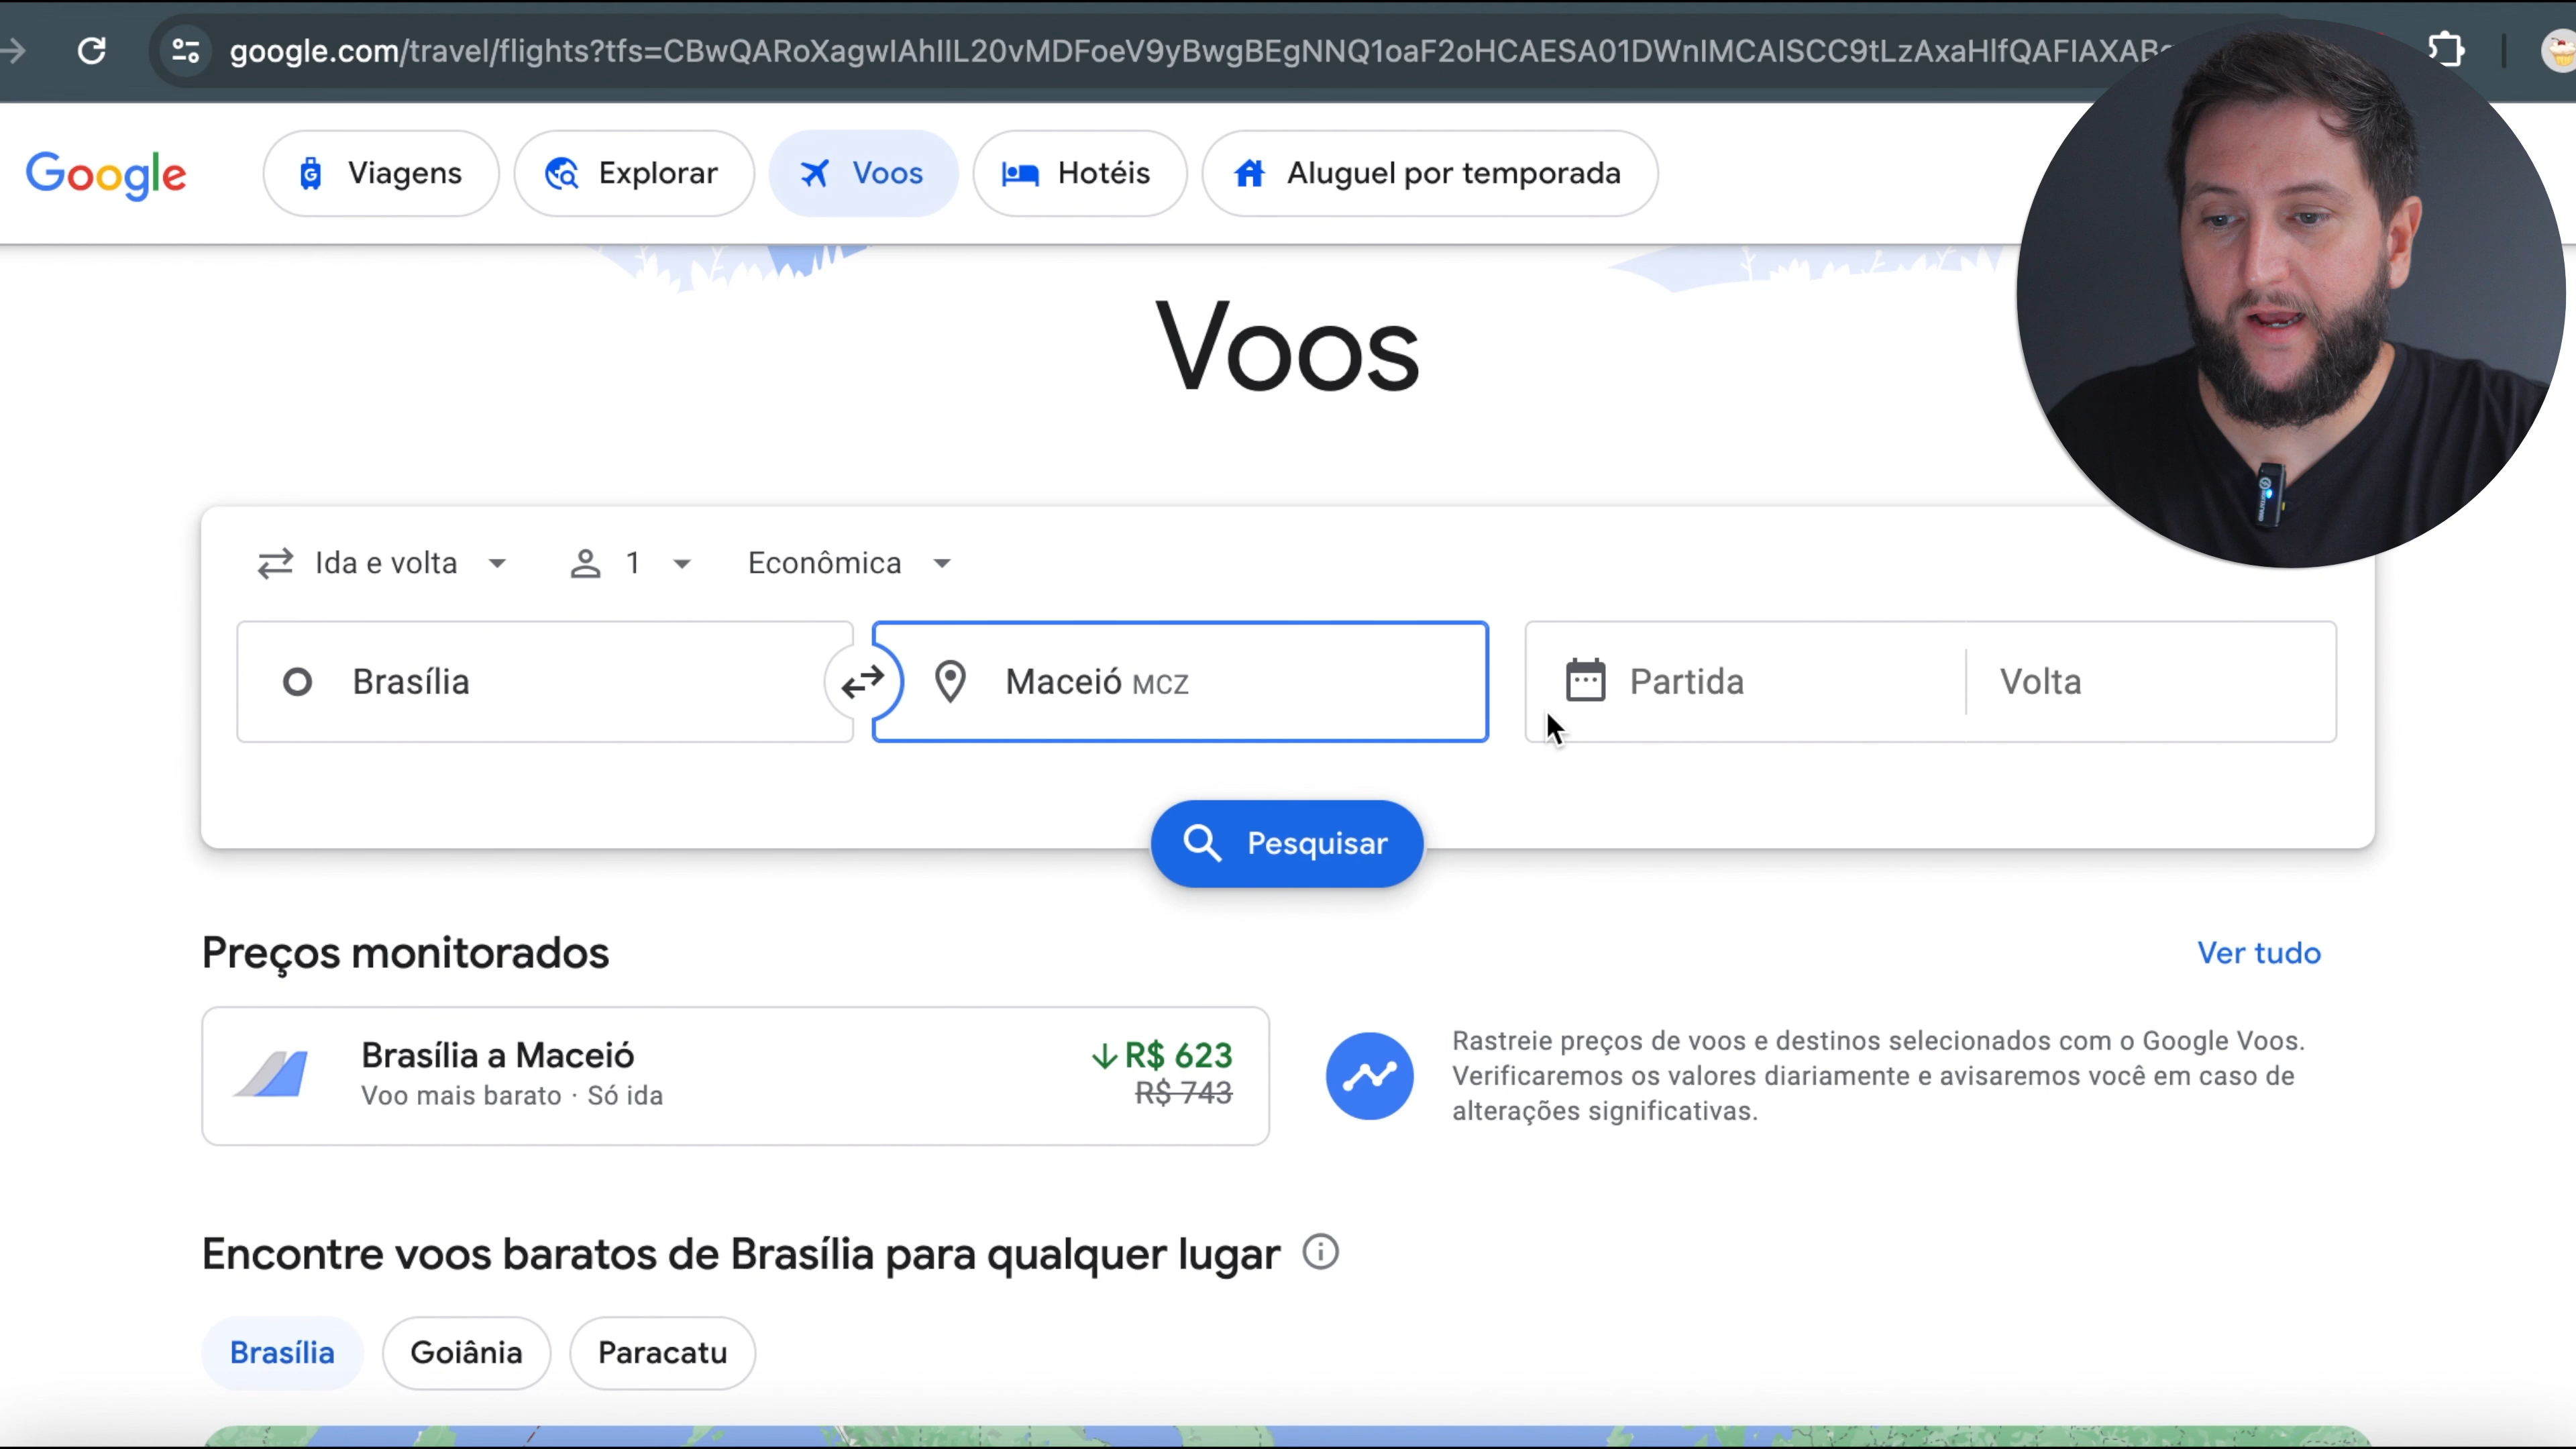 google.com/travel/flights?tfs=CBwQARoXagwIAhIIL20vMDFoeV9yBwgBEgNNQ1oaF2oHCAESA01DWnIMCAISCC9tLzAxaHlfQAFIAXAB
Google
Viagens
Explorar
Voos
Hotéis
Aluguel por temporada
Voos
Ida e volta
1
Econômica
Brasília
Maceió MCZ
Partida
Volta
Pesquisar
Preços monitorados
Ver tudo
Brasília a Maceió
R$ 623
Voo mais barato · Só ida
R$ 743
Rastreie preços de voos e destinos selecionados com o Google Voos.
Verificaremos os valores diariamente e avisaremos você em caso de
alterações significativas.
Encontre voos baratos de Brasília para qualquer lugar
Brasília
Goiânia
Paracatu